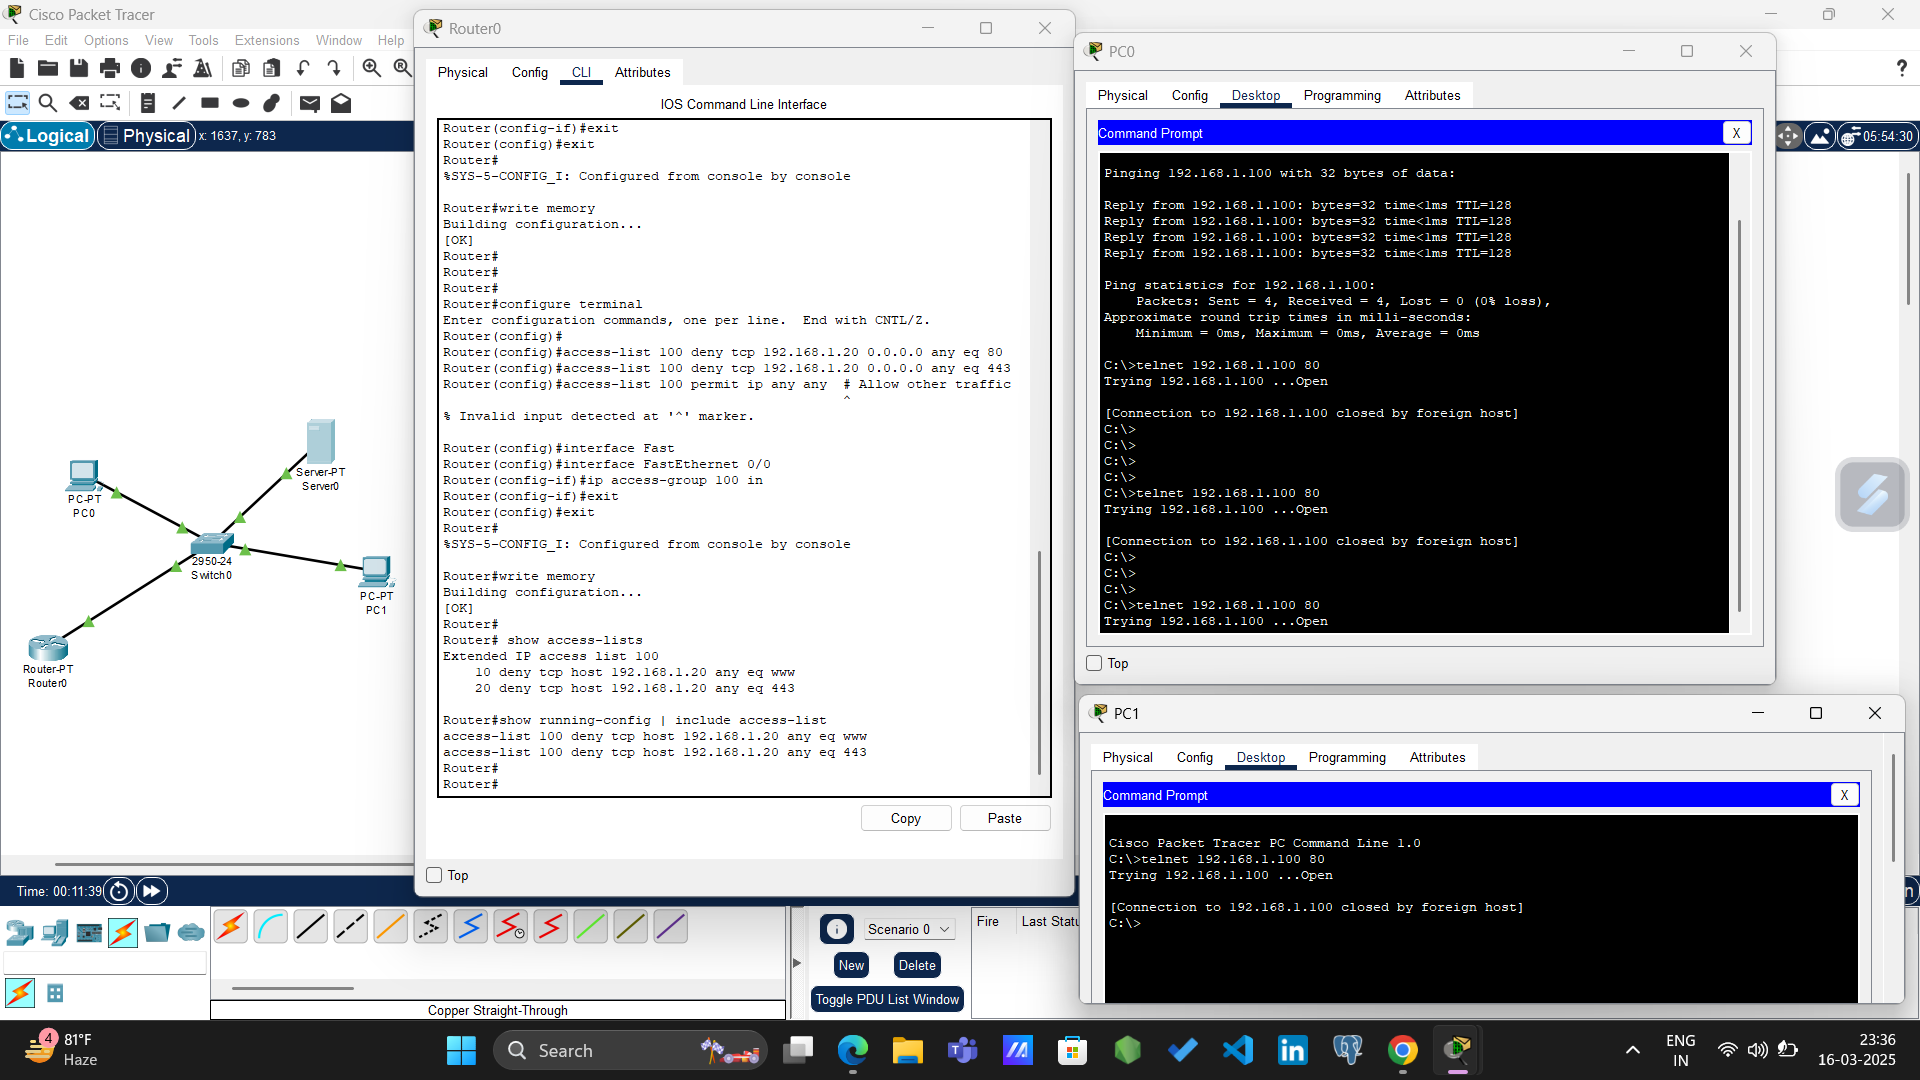 Cisco Packet Tracer
File Edit Options View Tools Extensions Window Help
Logical Physical x: 1637, y: 783
05:54:30
Server-PT
Server0
PC-PT
PC0
2950-24
Switch0
PC-PT
PC1
Router-PT
Router0
Time: 00:11:39
Router0
Physical Config CLI Attributes
IOS Command Line Interface
Router(config-if)#exit
Router(config)#exit
Router#
%SYS-5-CONFIG_I: Configured from console by console
Router#write memory
Building configuration...
[OK]
Router#
Router#
Router#
Router#configure terminal
Enter configuration commands, one per line.  End with CNTL/Z.
Router(config)#
Router(config)#access-list 100 deny tcp 192.168.1.20 0.0.0.0 any eq 80
Router(config)#access-list 100 deny tcp 192.168.1.20 0.0.0.0 any eq 443
Router(config)#access-list 100 permit ip any any  # Allow other traffic
^
% Invalid input detected at '^' marker.
Router(config)#interface Fast
Router(config)#interface FastEthernet 0/0
Router(config-if)#ip access-group 100 in
Router(config-if)#exit
Router(config)#exit
Router#
%SYS-5-CONFIG_I: Configured from console by console
Router#write memory
Building configuration...
[OK]
Router#
Router# show access-lists
Extended IP access list 100
10 deny tcp host 192.168.1.20 any eq www
20 deny tcp host 192.168.1.20 any eq 443
Router#show running-config | include access-list
access-list 100 deny tcp host 192.168.1.20 any eq www
access-list 100 deny tcp host 192.168.1.20 any eq 443
Router#
Router#
Copy Paste
Top
PC0
Physical Config Desktop Programming Attributes
Command Prompt X
Pinging 192.168.1.100 with 32 bytes of data:
Reply from 192.168.1.100: bytes=32 time<1ms TTL=128
Reply from 192.168.1.100: bytes=32 time<1ms TTL=128
Reply from 192.168.1.100: bytes=32 time<1ms TTL=128
Reply from 192.168.1.100: bytes=32 time<1ms TTL=128
Ping statistics for 192.168.1.100:
Packets: Sent = 4, Received = 4, Lost = 0 (0% loss),
Approximate round trip times in milli-seconds:
Minimum = 0ms, Maximum = 0ms, Average = 0ms
C:\>telnet 192.168.1.100 80
Trying 192.168.1.100 ...Open
[Connection to 192.168.1.100 closed by foreign host]
C:\>
C:\>
C:\>
C:\>
C:\>telnet 192.168.1.100 80
Trying 192.168.1.100 ...Open
[Connection to 192.168.1.100 closed by foreign host]
C:\>
C:\>
C:\>
C:\>telnet 192.168.1.100 80
Trying 192.168.1.100 ...Open
Top
PC1
Physical Config Desktop Programming Attributes
Command Prompt X
Cisco Packet Tracer PC Command Line 1.0
C:\>telnet 192.168.1.100 80
Trying 192.168.1.100 ...Open
[Connection to 192.168.1.100 closed by foreign host]
C:\>
Copper Straight-Through
Scenario 0
New Delete
Toggle PDU List Window
Fire Last Statu
4
81°F
Haze
Search
ENG
IN
23:36
16-03-2025